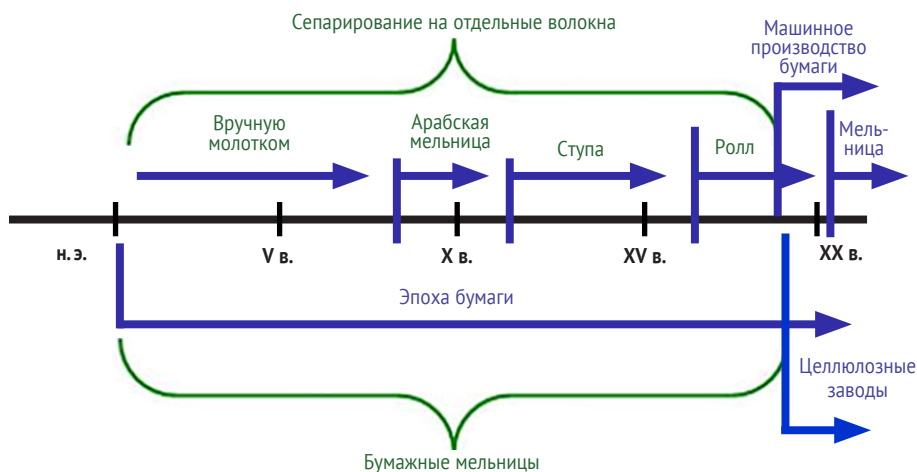 Сепарирование на отдельные волокна
Машинное
производство
бумаги
Вручную
молотком
Арабская
мельница
Ступа
Ролл
Мель-
ница
н. э.
V в.
X в.
XV в.
XX в.
Эпоха бумаги
Целлюлозные
заводы
Бумажные мельницы